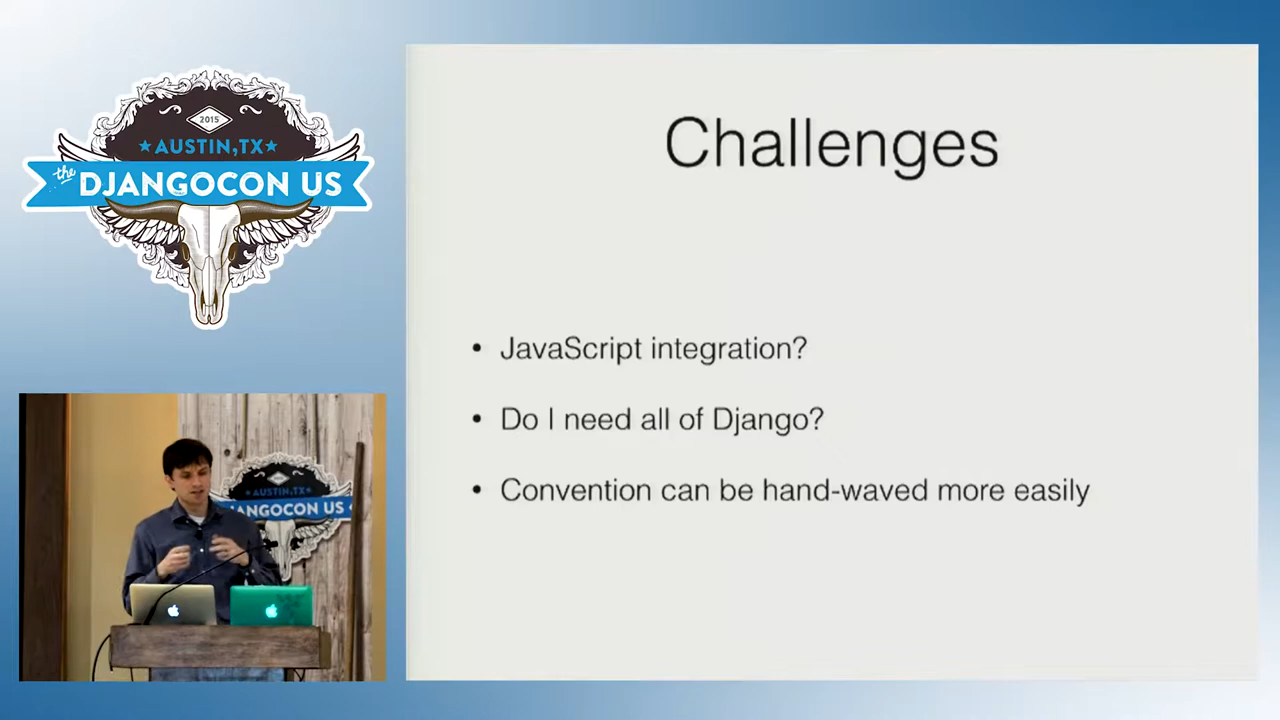 2015
AUSTIN,TX
the
DJANGOCON US
Challenges
• JavaScript integration?
• Do I need all of Django?
• Convention can be hand-waved more easily
AUSTIN,TX
ANGOCON US